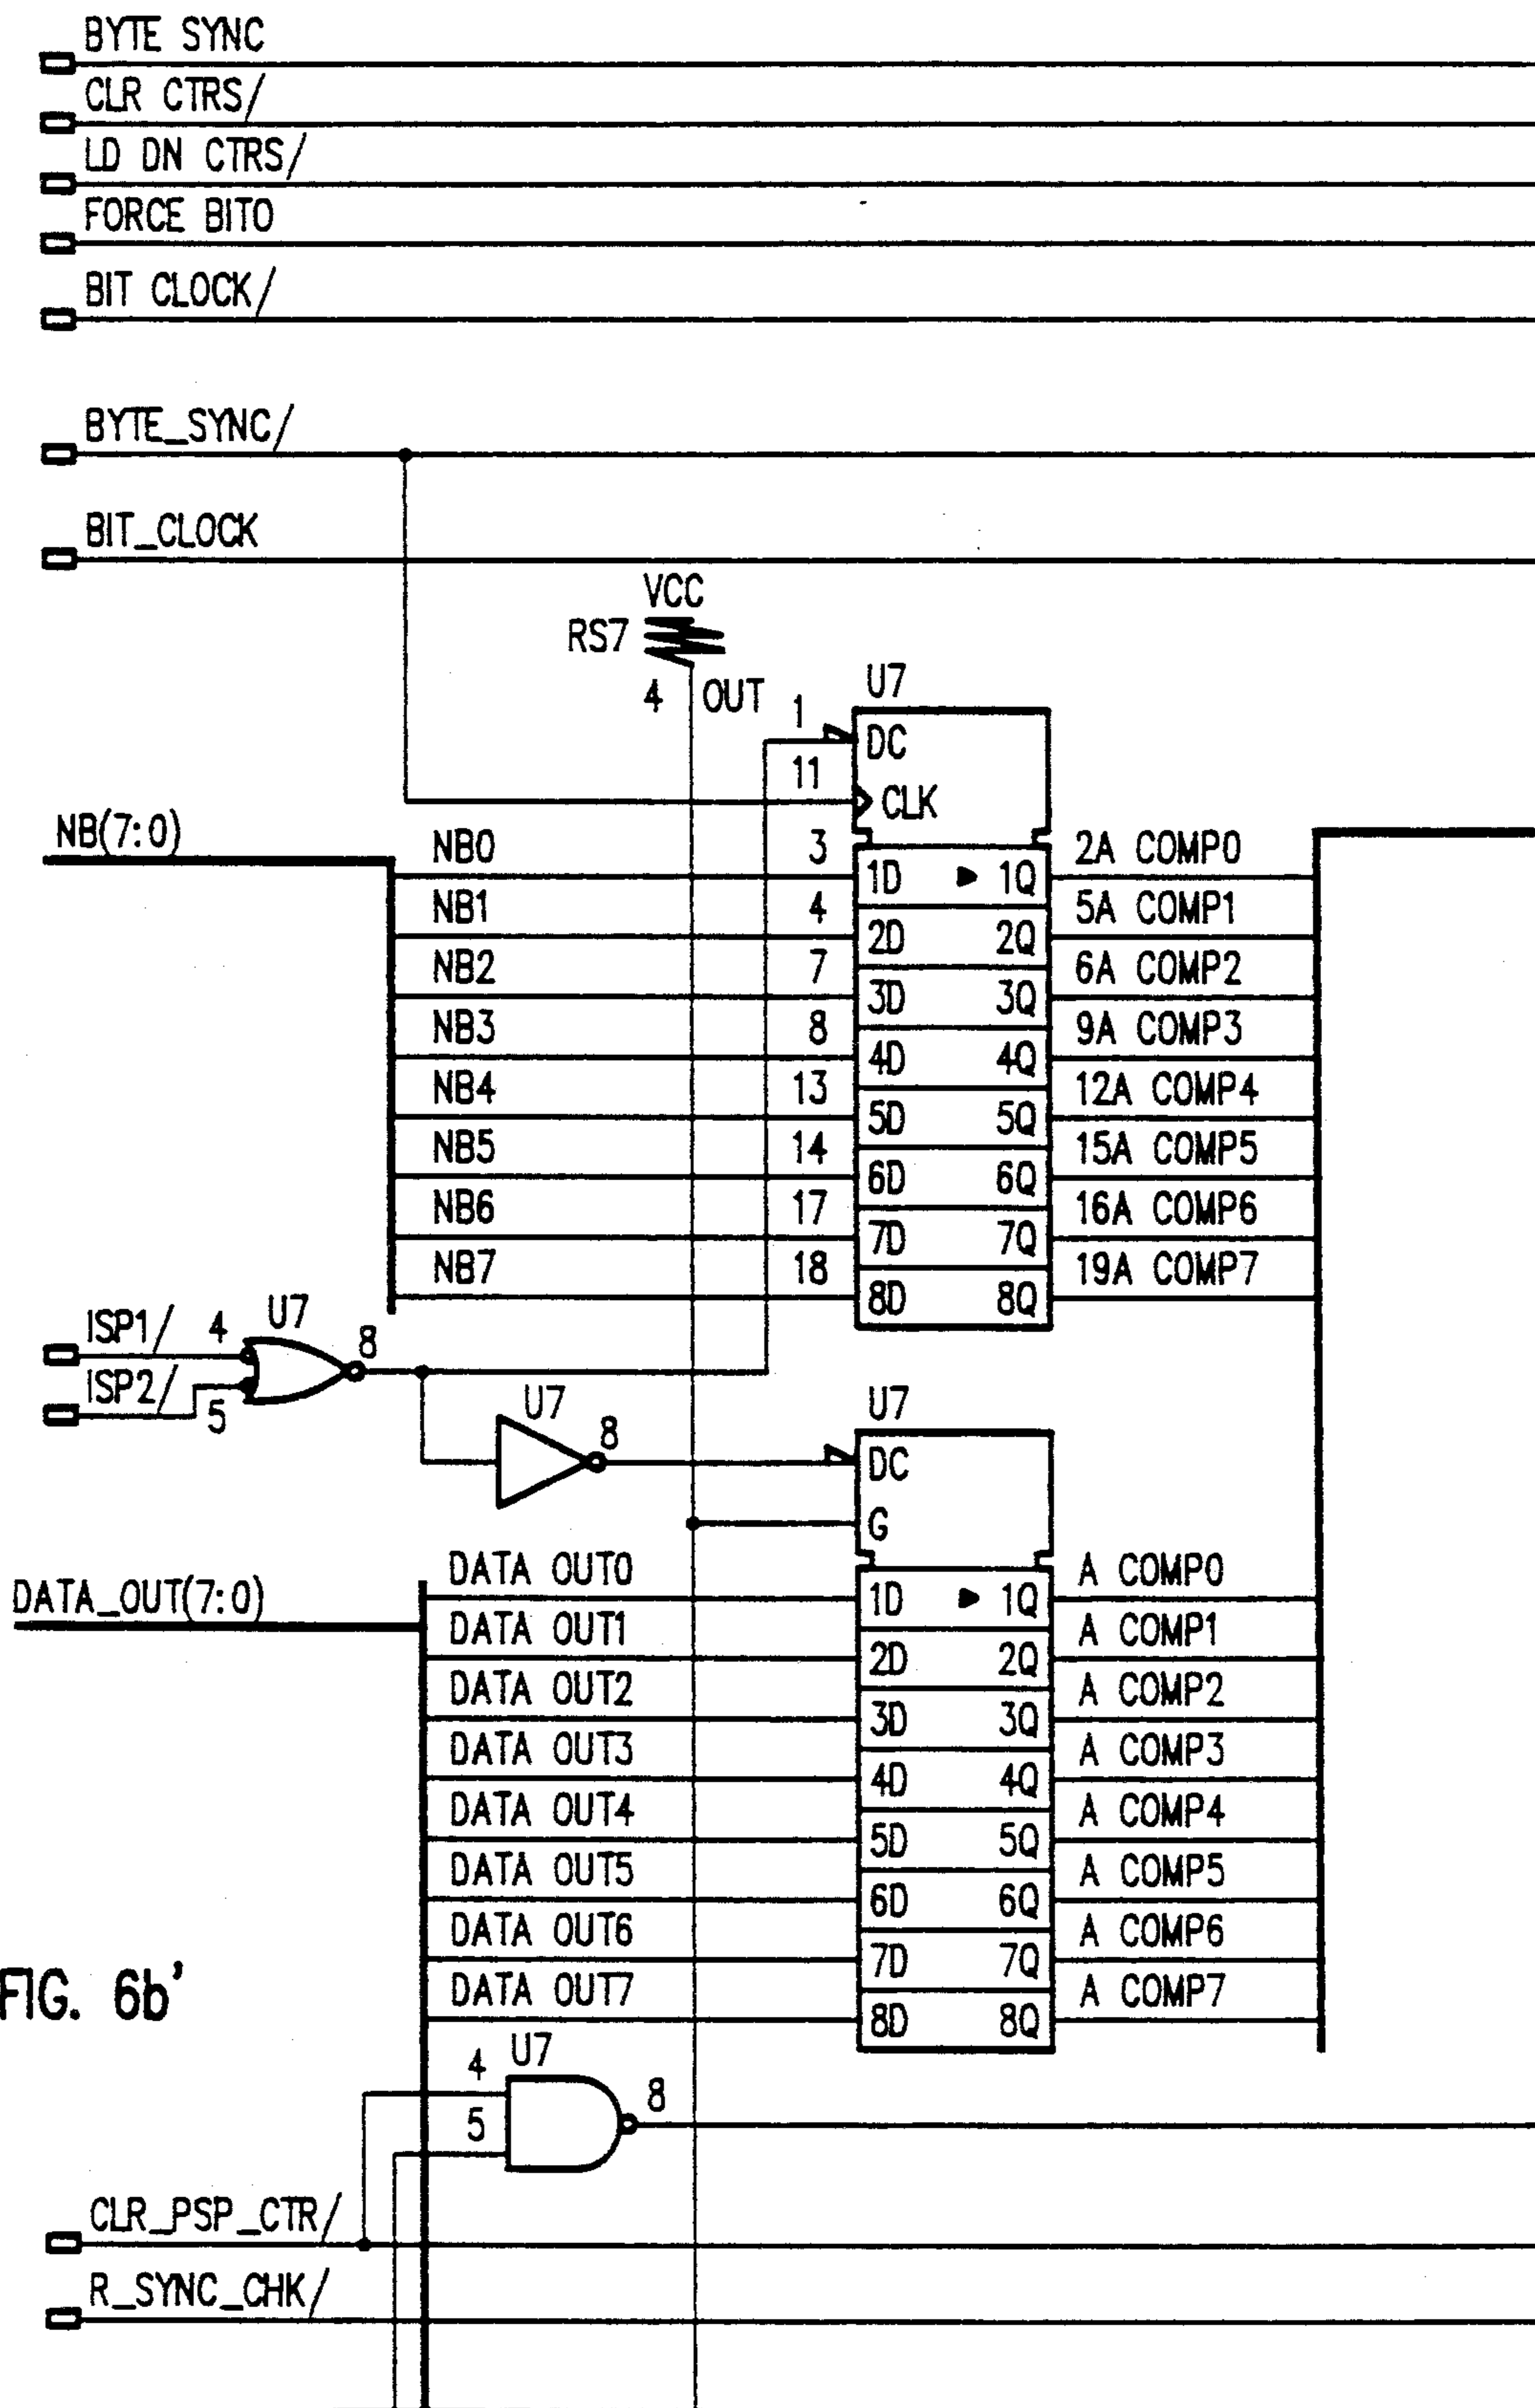 BYTE SYNC
CLR CTRS/
LD DN CTRS/
FORCE BITO
BIT CLOCK/
BYTE_SYNC/
BIT_CLOCK
VCC
RS7
4 OUT
U7
1 DC
11 CLK
NB(7:0)
NB0 3 1D 1Q 2A COMP0
NB1 4 2D 2Q 5A COMP1
NB2 7 3D 3Q 6A COMP2
NB3 8 4D 4Q 9A COMP3
NB4 13 5D 5Q 12A COMP4
NB5 14 6D 6Q 15A COMP5
NB6 17 7D 7Q 16A COMP6
NB7 18 8D 8Q 19A COMP7
ISP1/ 4 U7 8
ISP2/ 5
U7 8
U7
DC
G
DATA_OUT(7:0)
DATA OUT0 1D 1Q A COMP0
DATA OUT1 2D 2Q A COMP1
DATA OUT2 3D 3Q A COMP2
DATA OUT3 4D 4Q A COMP3
DATA OUT4 5D 5Q A COMP4
DATA OUT5 6D 6Q A COMP5
DATA OUT6 7D 7Q A COMP6
DATA OUT7 8D 8Q A COMP7
FIG. 6b'
4 U7 8
5
CLR_PSP_CTR/
R_SYNC_CHK/